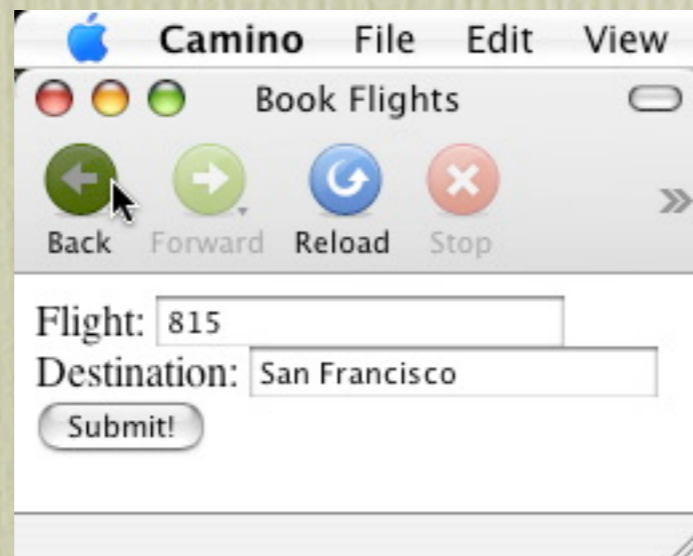 Camino File Edit View
Book Flights
Back Forward Reload Stop
Flight: 815
Destination: San Francisco
Submit!